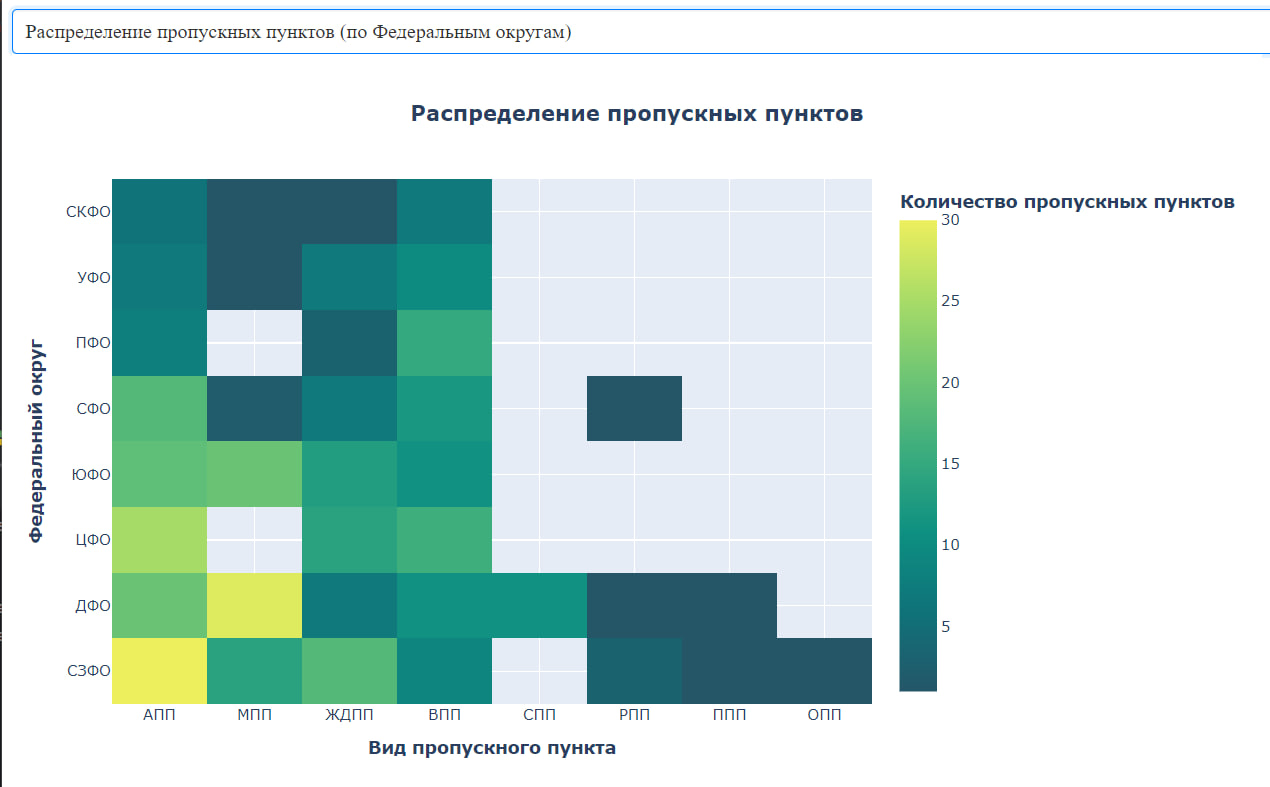 Распределение пропускных пунктов (по Федеральным округам)
Распределение пропускных пунктов
Количество пропускных пунктов
30
25
20
15
10
5
Федеральный округ
СКФО
УФО
ПФО
СФО
ЮФО
ЦФО
ДФО
СЗФО
АПП МПП ЖДПП ВПП СПП РПП ППП ОПП
Вид пропускного пункта